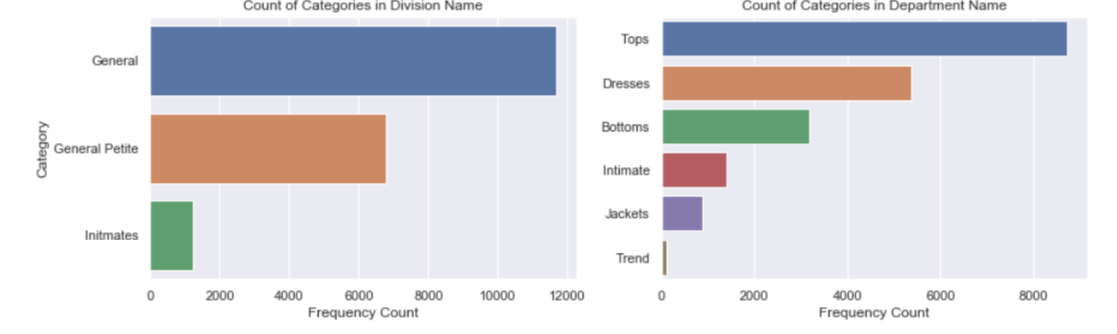 Count of Categories in Division Name
General
General Petite
Initmates
Category
0 2000 4000 6000 8000 10000 12000
Frequency Count
Count of Categories in Department Name
Tops
Dresses
Bottoms
Intimate
Jackets
Trend
0 2000 4000 6000 8000
Frequency Count